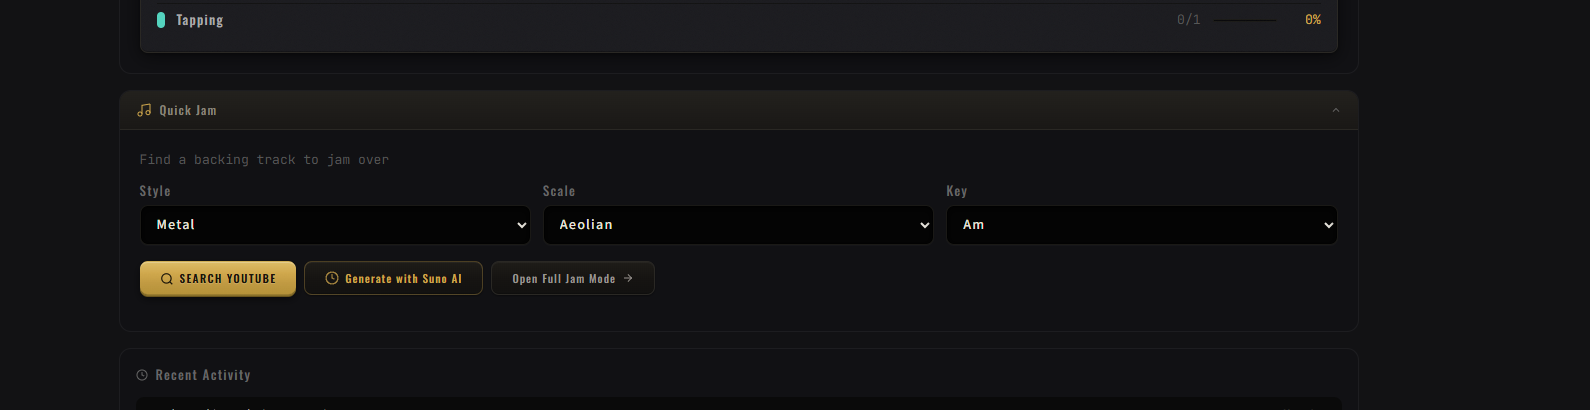 Tapping 0/1 0%
Quick Jam
Find a backing track to jam over
Style Scale Key
Metal Aeolian Am
SEARCH YOUTUBE Generate with Suno AI Open Full Jam Mode →
Recent Activity